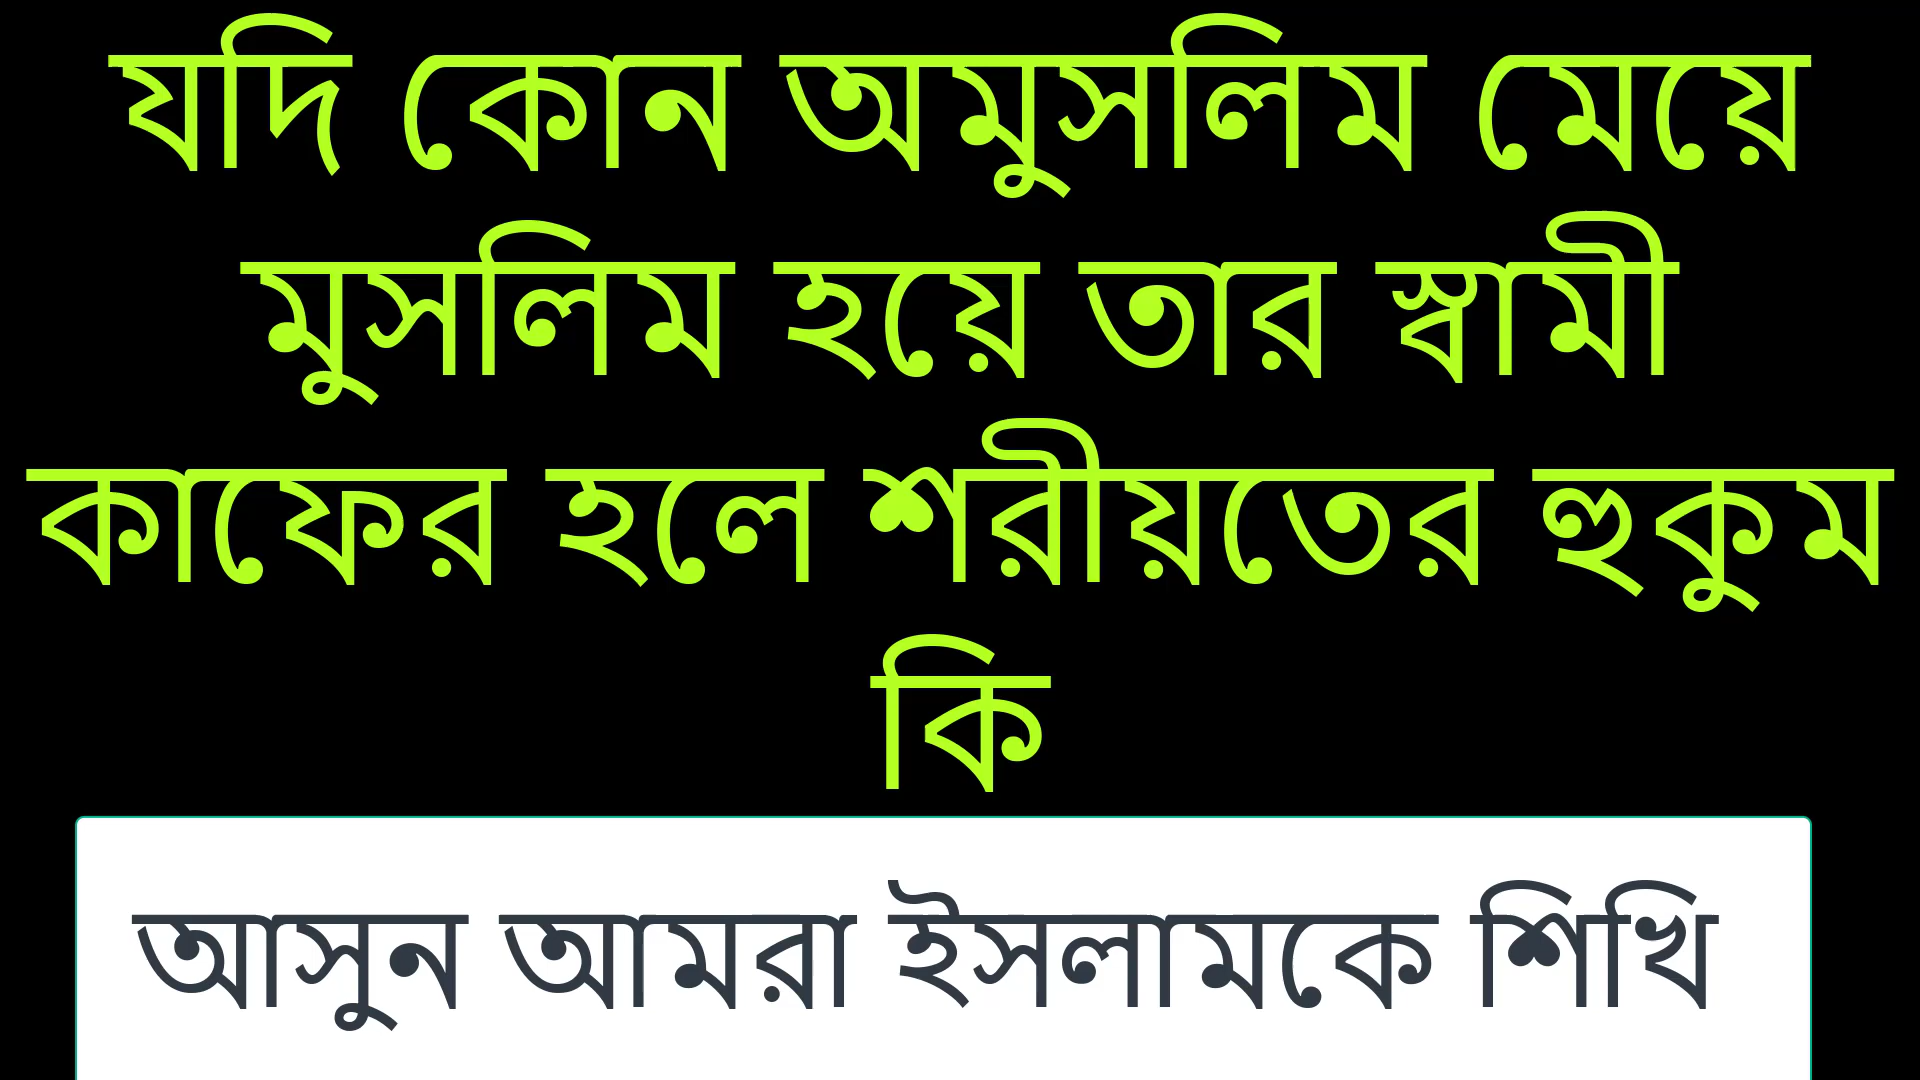 যদি কোন অমুসলিম মেয়ে
মুসলিম হয়ে তার স্বামী
কাফের হলে শরীয়তের হুকুম
কি
আসুন আমরা ইসলামকে শিখি